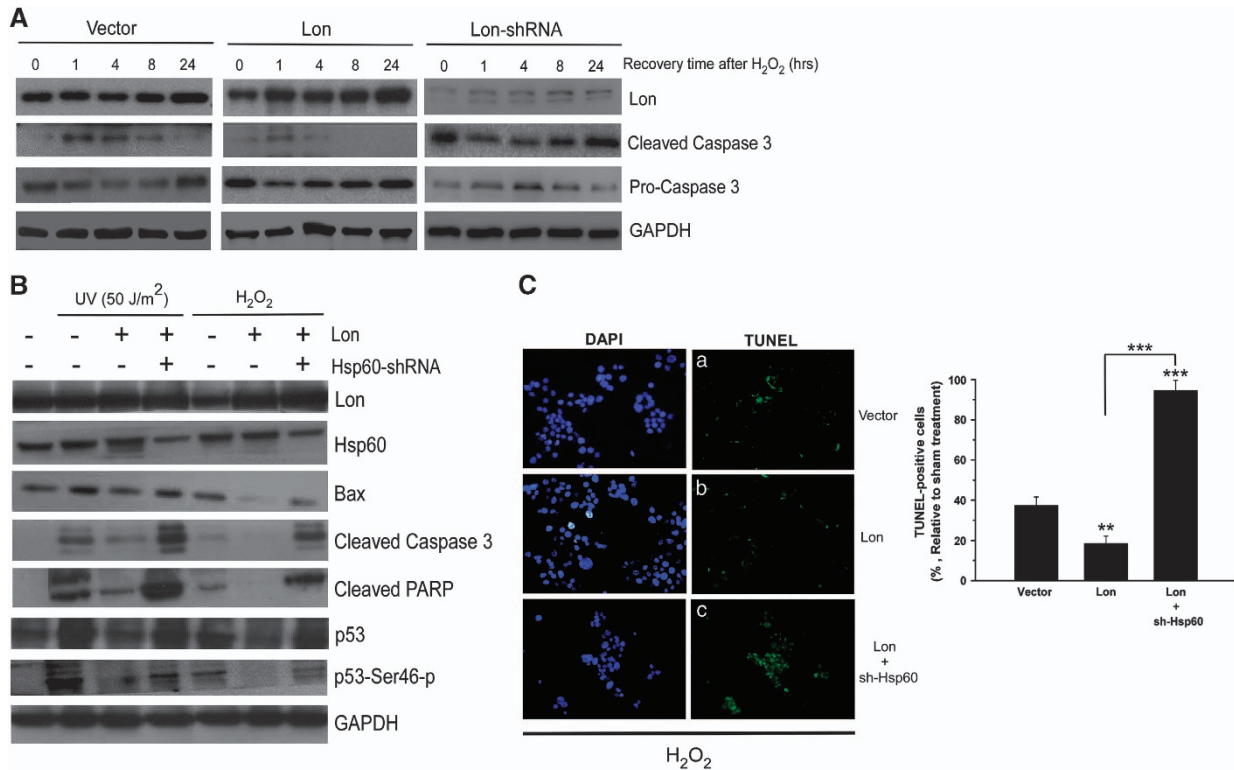 A
Vector Lon Lon-shRNA
0 1 4 8 24 0 1 4 8 24 0 1 4 8 24 Recovery time after H2O2 (hrs)
Lon
Cleaved Caspase 3
Pro-Caspase 3
GAPDH
B
UV (50 J/m2) H2O2
- - + + - + + Lon
- - - + - - + Hsp60-shRNA
Lon
Hsp60
Bax
Cleaved Caspase 3
Cleaved PARP
p53
p53-Ser46-p
GAPDH
C
DAPI TUNEL
a
Vector
b
Lon
c
Lon
+
sh-Hsp60
H2O2
TUNEL-positive cells
(% , Relative to sham treatment)
100
80
60
40
20
0
***
***
**
Vector Lon Lon
+
sh-Hsp60